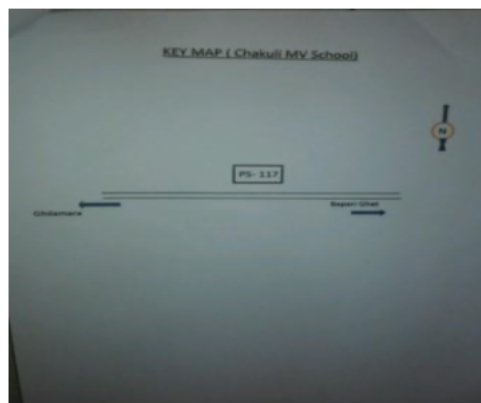 KEY MAP ( Chakuli MV School)
N
PS- 117
Bepari Ghat
Ghilamara